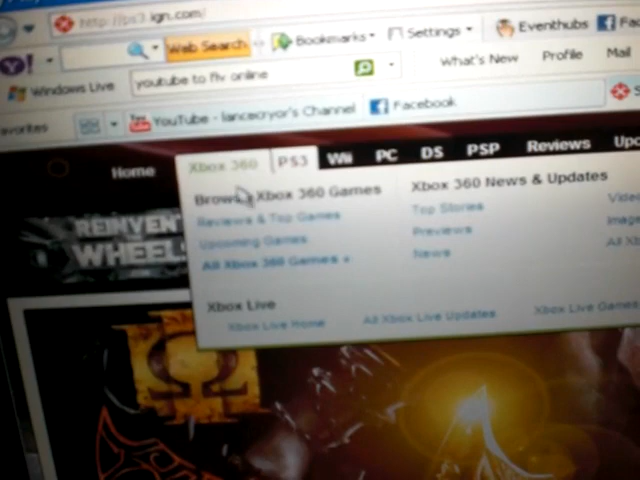 http://ps3.ign.com/
Web Search
Bookmarks
Settings
Eventhubs
Y!
Windows Live
youtube to flv online
What's New
Profile
Mail
YouTube - lancecryor's Channel
Facebook
Home
Xbox 360
PS3
Wii
PC
DS
PSP
Reviews
Browse Xbox 360 Games
Xbox 360 News & Updates
Reviews & Top Games
Top Stories
Upcoming Games
Previews
All Xbox 360 Games »
News
REINVENT
WHEEL
Xbox Live
Xbox Live Home
All Xbox Live Updates
Xbox Live Games
Ω